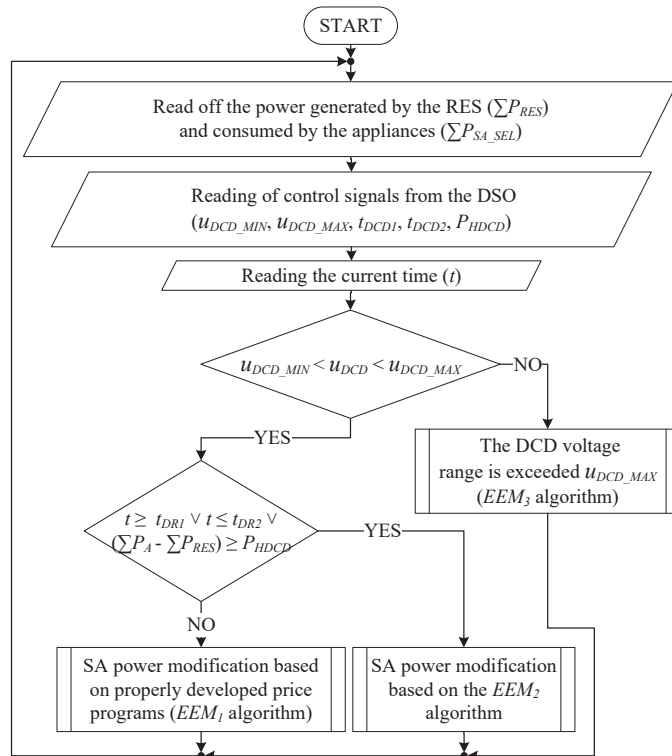 START
Read off the power generated by the RES (∑P_RES)
and consumed by the appliances (∑P_SA_SEL)
Reading of control signals from the DSO
(u_DCD_MIN, u_DCD_MAX, t_DCD1, t_DCD2, P_HDCD)
Reading the current time (t)
u_DCD_MIN < u_DCD < u_DCD_MAX
NO
YES
The DCD voltage
range is exceeded u_DCD_MAX
(EEM_3 algorithm)
t ≥ t_DR1 ∨ t ≤ t_DR2 ∨
(∑P_A - ∑P_RES) ≥ P_HDCD
YES
NO
SA power modification based
on properly developed price
programs (EEM_1 algorithm)
SA power modification
based on the EEM_2
algorithm